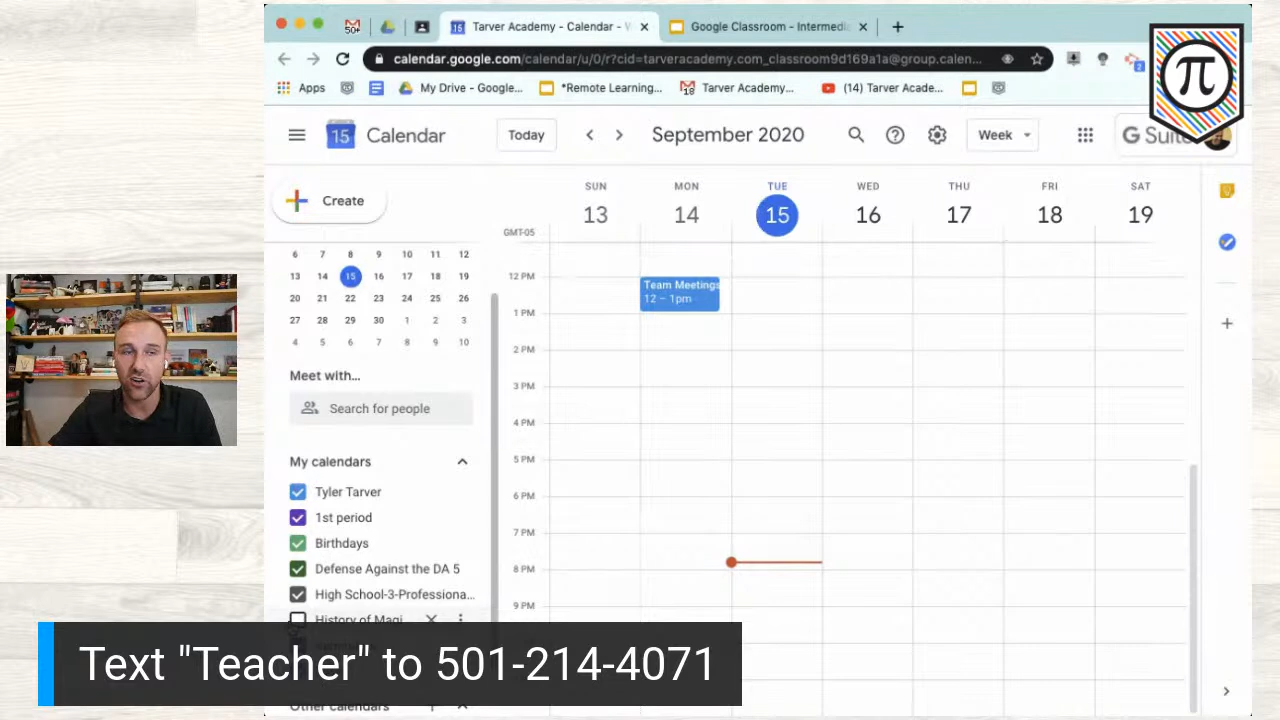 50+
Tarver Academy - Calendar - W
Google Classroom - Intermedi
calendar.google.com/calendar/u/0/r?cid=tarveracademy.com_classroom9d169a1a@group.calen...
2
Apps
My Drive - Google...
*Remote Learning...
18
Tarver Academy...
(14) Tarver Acade...
15 Calendar
Today
September 2020
Week
G Suite
π
Create
SUN MON TUE WED THU FRI SAT
13 14 15 16 17 18 19
GMT-05
6 7 8 9 10 11 12
13 14 15 16 17 18 19
20 21 22 23 24 25 26
27 28 29 30 1 2 3
4 5 6 7 8 9 10
12 PM
Team Meetings
12 – 1pm
1 PM
2 PM
3 PM
4 PM
5 PM
6 PM
7 PM
8 PM
9 PM
Meet with...
Search for people
My calendars
Tyler Tarver
1st period
Birthdays
Defense Against the DA 5
High School-3-Professiona...
History of Magi
Text "Teacher" to 501-214-4071
Other calendars